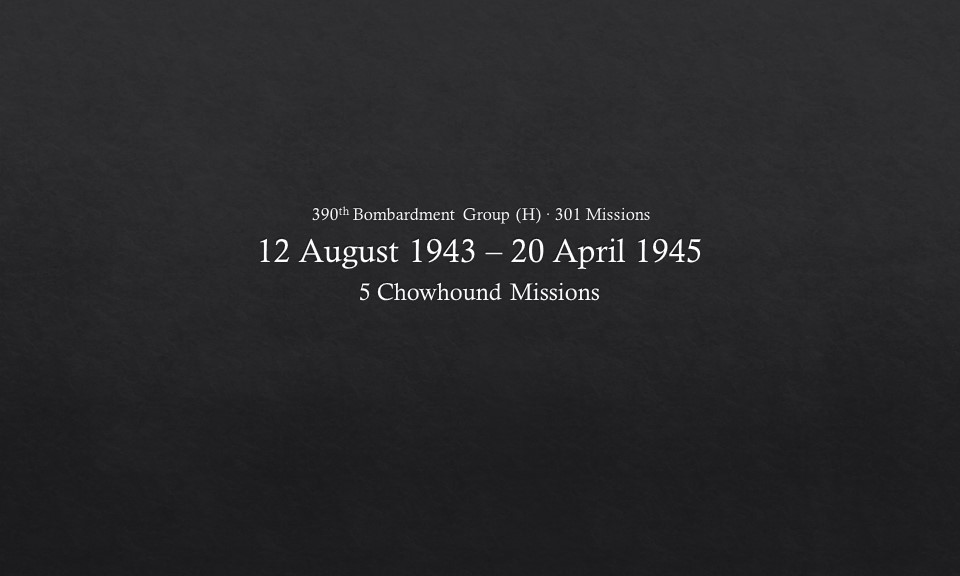 390th Bombardment Group (H) · 301 Missions
12 August 1943 – 20 April 1945
5 Chowhound Missions